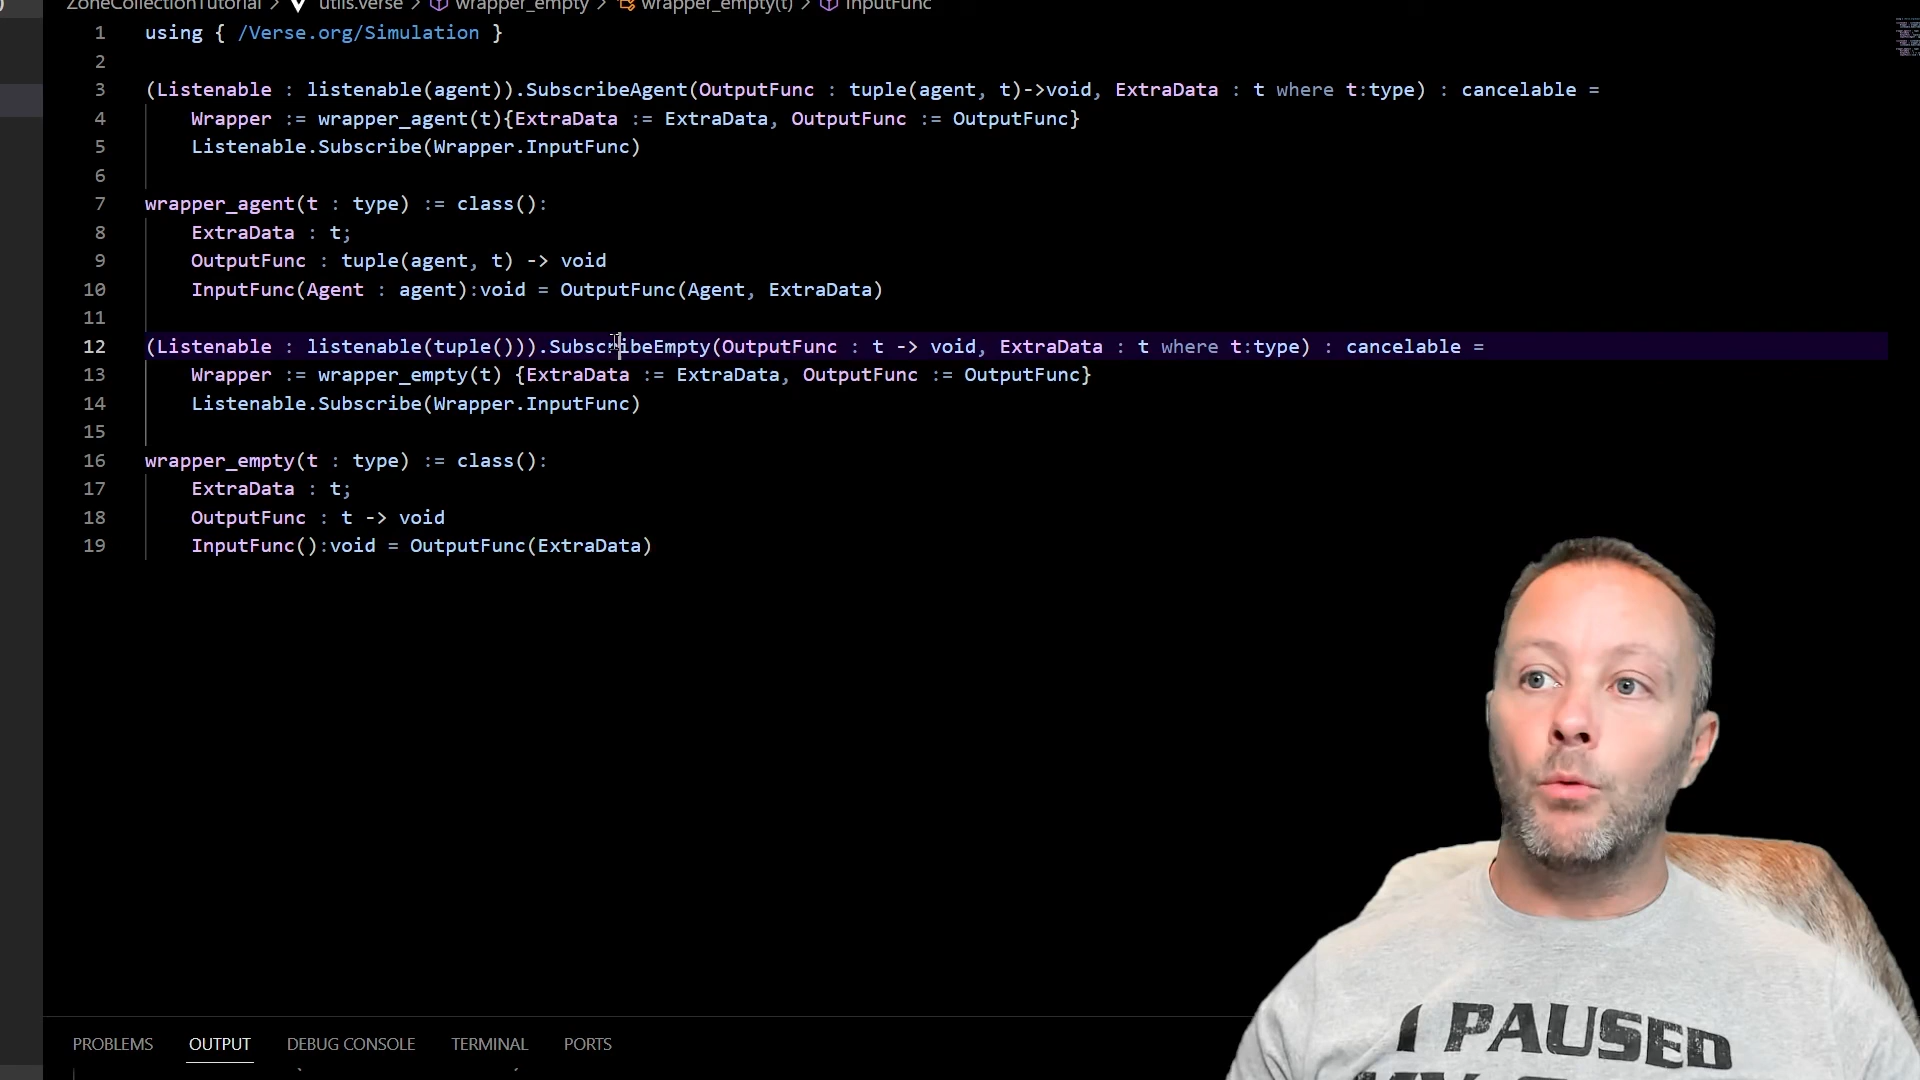 ZoneCollectionTutorial > utils.verse > wrapper_empty > wrapper_empty(t) > InputFunc
1 using { /Verse.org/Simulation }
2
3 (Listenable : listenable(agent)).SubscribeAgent(OutputFunc : tuple(agent, t)->void, ExtraData : t where t:type) : cancelable =
4 Wrapper := wrapper_agent(t){ExtraData := ExtraData, OutputFunc := OutputFunc}
5 Listenable.Subscribe(Wrapper.InputFunc)
6
7 wrapper_agent(t : type) := class():
8 ExtraData : t;
9 OutputFunc : tuple(agent, t) -> void
10 InputFunc(Agent : agent):void = OutputFunc(Agent, ExtraData)
11
12 (Listenable : listenable(tuple())).SubscribeEmpty(OutputFunc : t -> void, ExtraData : t where t:type) : cancelable =
13 Wrapper := wrapper_empty(t) {ExtraData := ExtraData, OutputFunc := OutputFunc}
14 Listenable.Subscribe(Wrapper.InputFunc)
15
16 wrapper_empty(t : type) := class():
17 ExtraData : t;
18 OutputFunc : t -> void
19 InputFunc():void = OutputFunc(ExtraData)
I PAUSED
PROBLEMS OUTPUT DEBUG CONSOLE TERMINAL PORTS